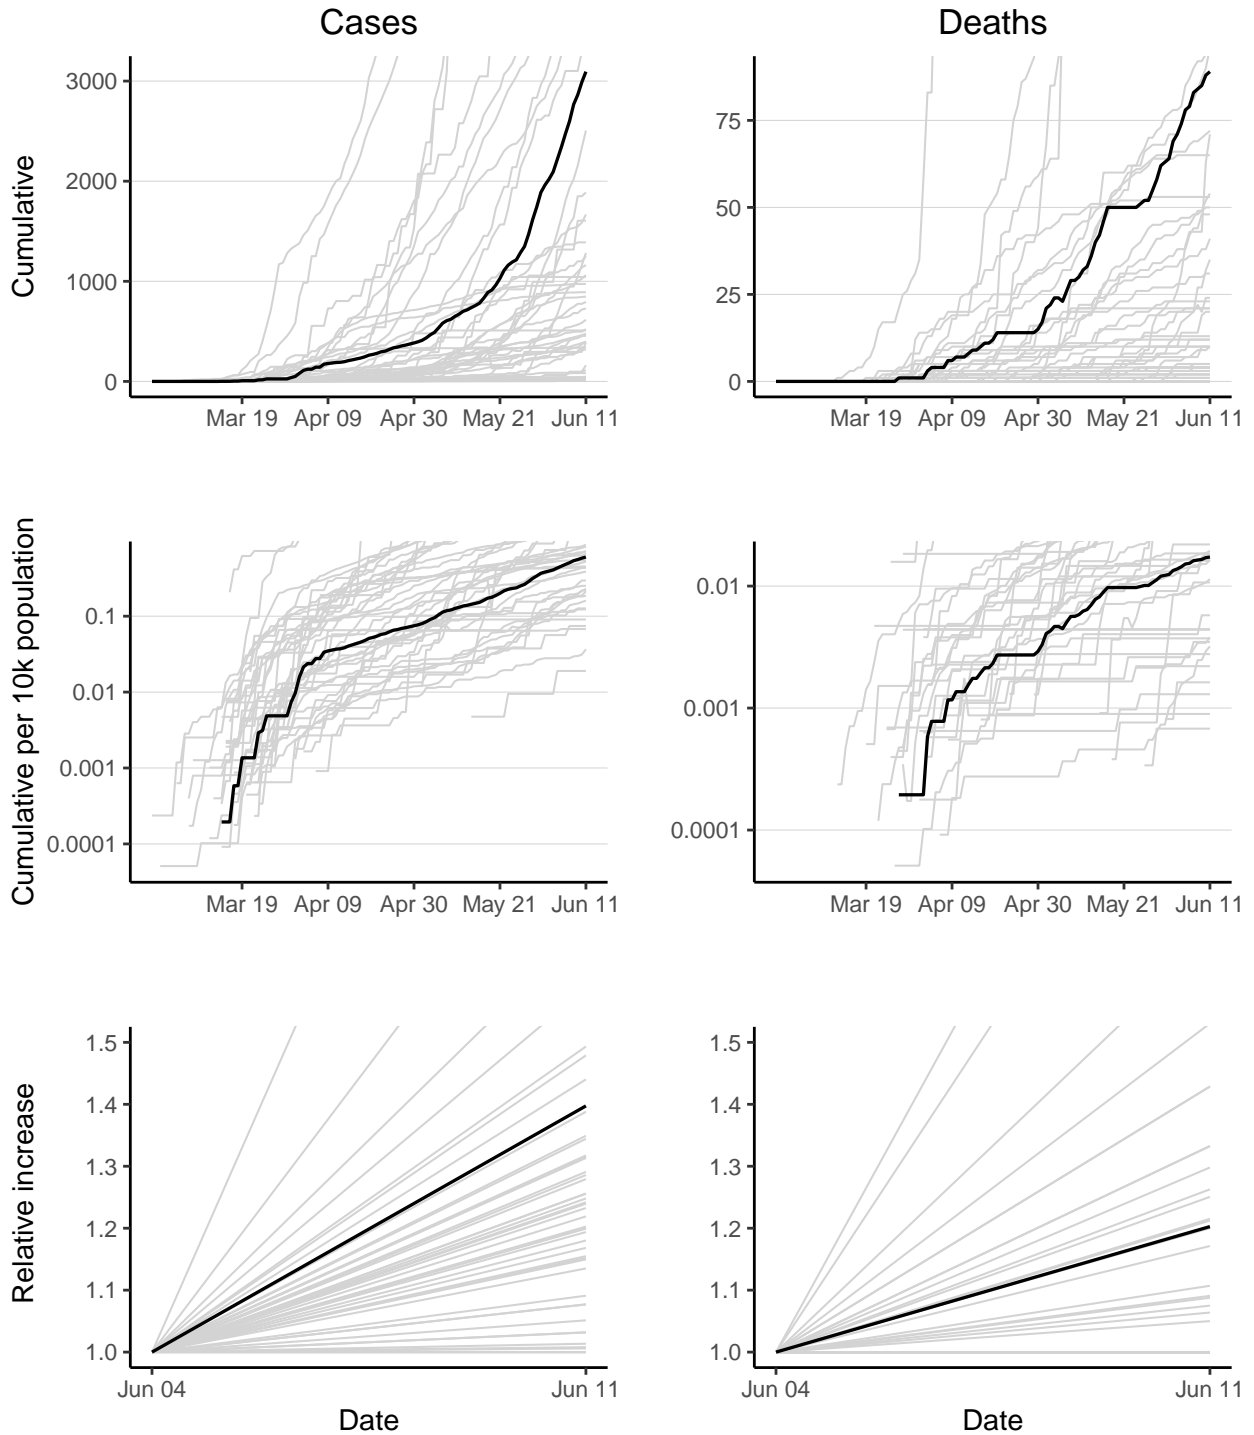 Cases
Deaths
Cumulative
3000
2000
1000
0
Mar 19 Apr 09 Apr 30 May 21 Jun 11
75
50
25
0
Mar 19 Apr 09 Apr 30 May 21 Jun 11
Cumulative per 10k population
0.1
0.01
0.001
0.0001
Mar 19 Apr 09 Apr 30 May 21 Jun 11
0.01
0.001
0.0001
Mar 19 Apr 09 Apr 30 May 21 Jun 11
Relative increase
1.5
1.4
1.3
1.2
1.1
1.0
Jun 04 Jun 11
Date
1.5
1.4
1.3
1.2
1.1
1.0
Jun 04 Jun 11
Date